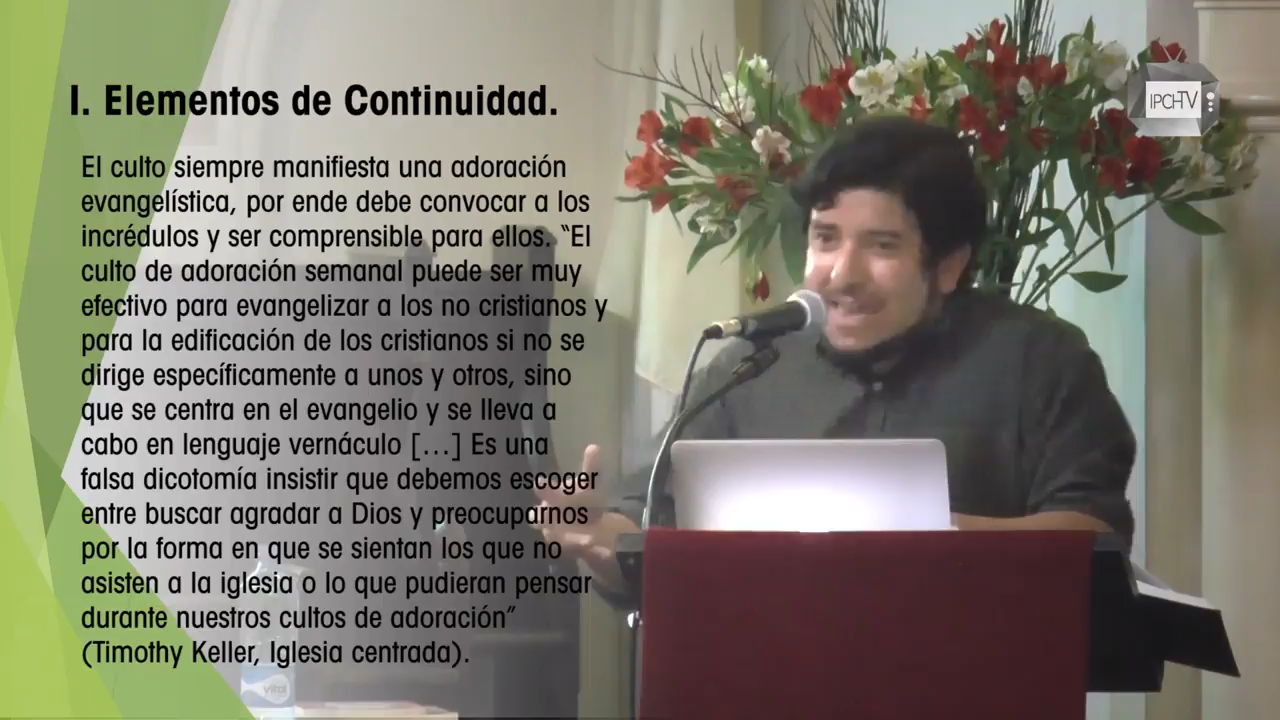 I. Elementos de Continuidad.
El culto siempre manifiesta una adoración
evangelística, por ende debe convocar a los
incrédulos y ser comprensible para ellos. “El
culto de adoración semanal puede ser muy
efectivo para evangelizar a los no cristianos y
para la edificación de los cristianos si no se
dirige específicamente a unos y otros, sino
que se centra en el evangelio y se lleva a
cabo en lenguaje vernáculo […] Es una
falsa dicotomía insistir que debemos escoger
entre buscar agradar a Dios y preocuparnos
por la forma en que se sientan los que no
asisten a la iglesia o lo que pudieran pensar
durante nuestros cultos de adoración”
(Timothy Keller, Iglesia centrada).
IPCHTV
vital